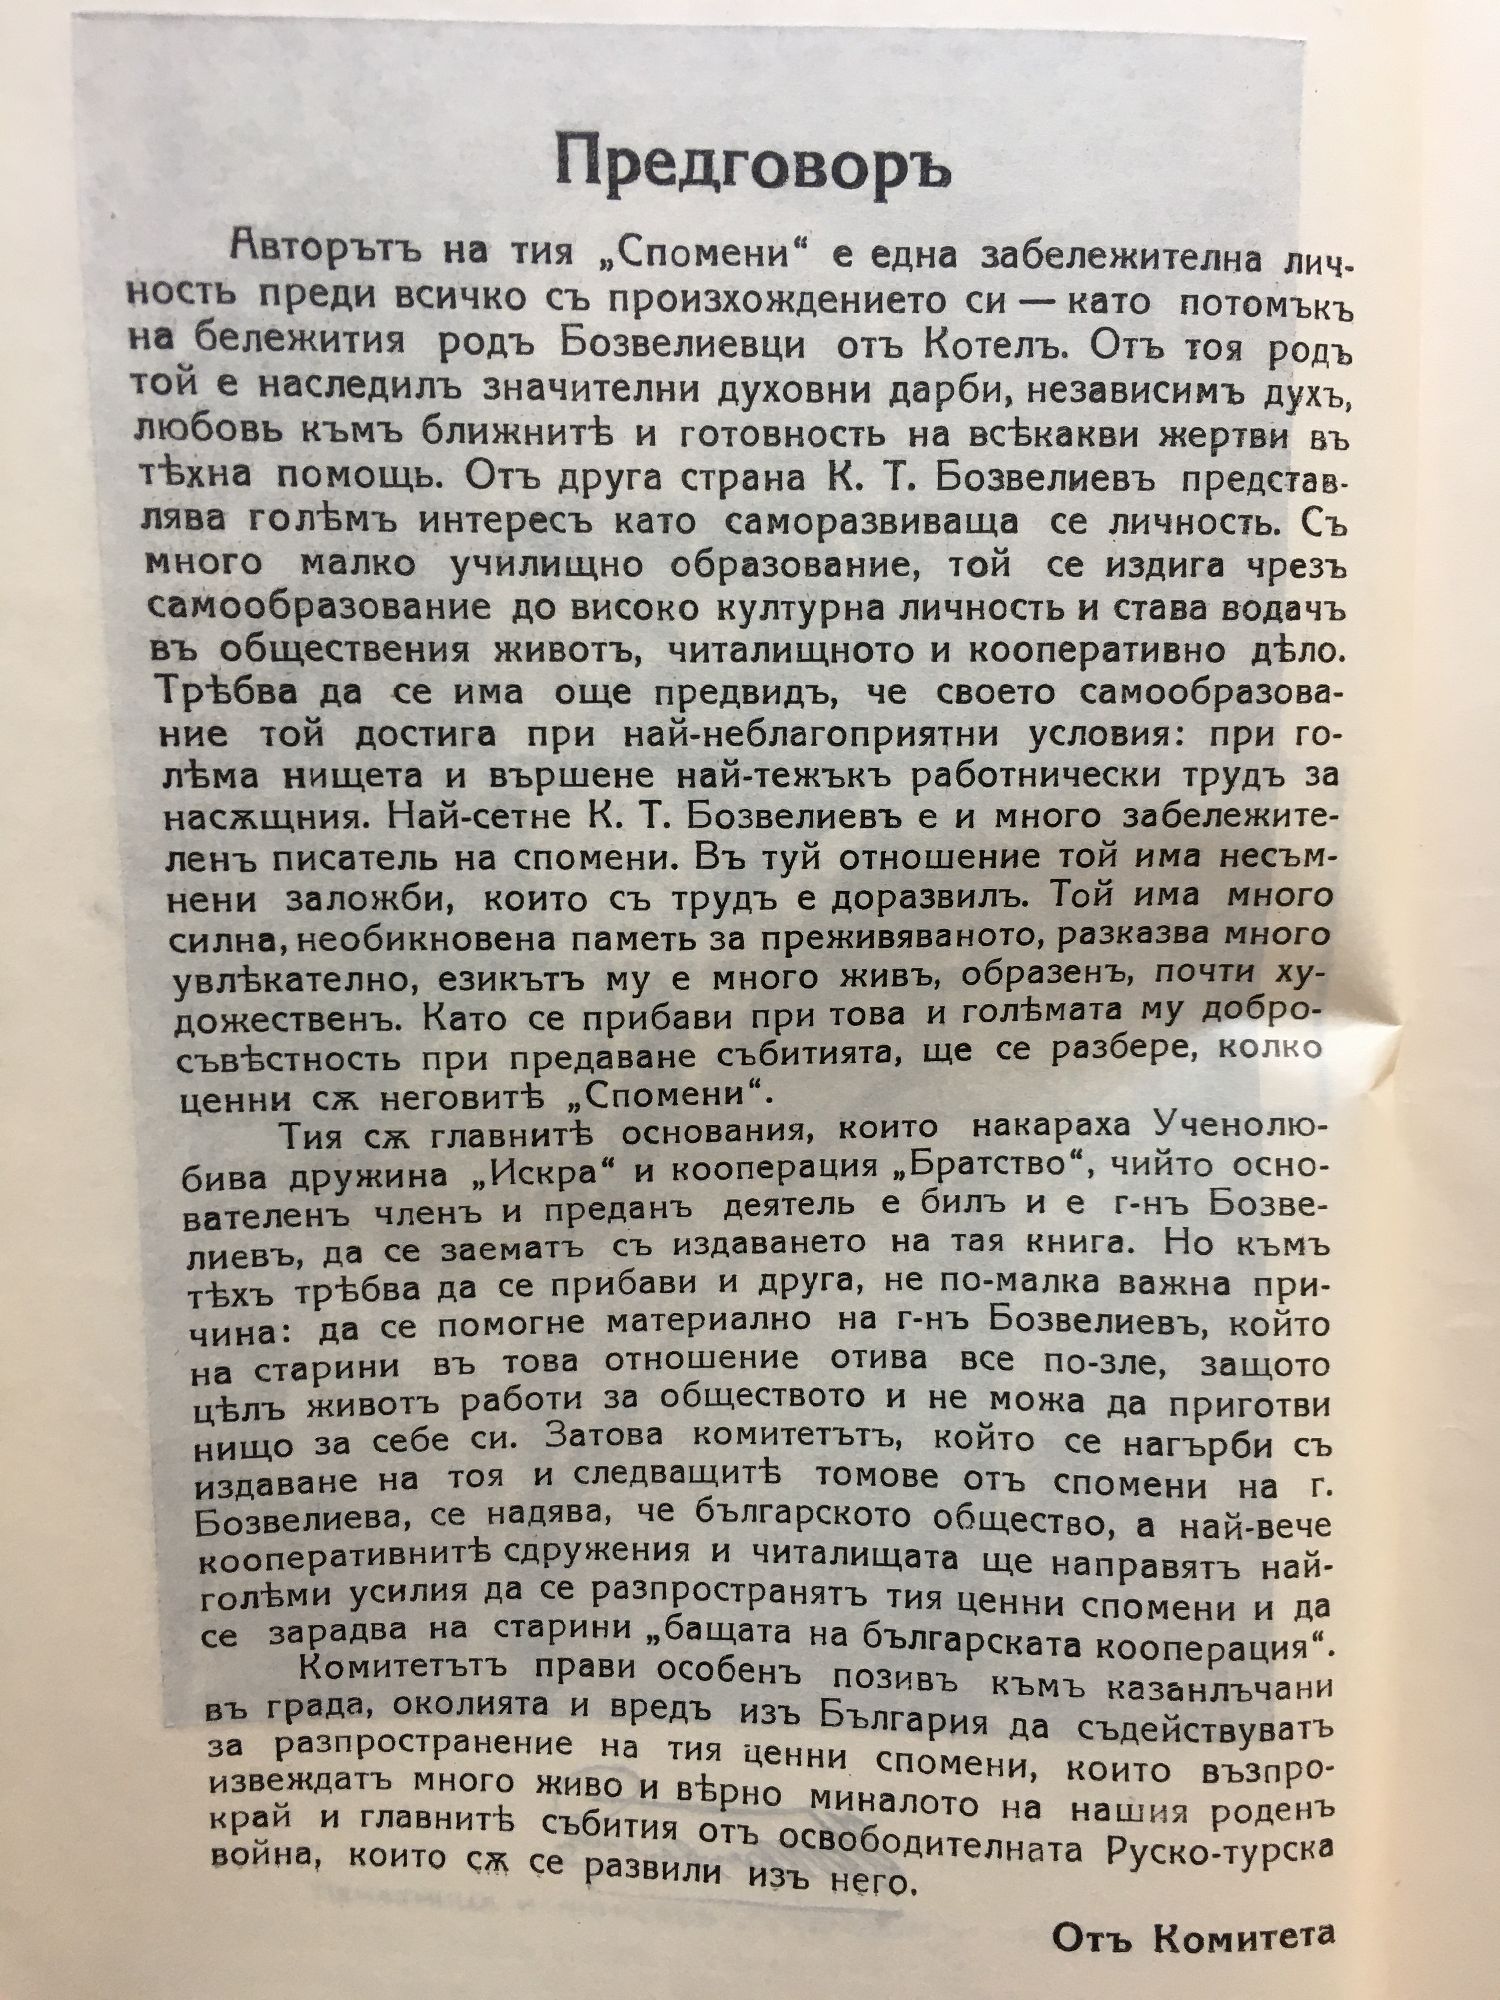 Предговоръ
Авторътъ на тия „Спомени“ е една забележителна лич-
ность преди всичко съ произхождението си — като потомъкъ
на бележития родъ Бозвелиевци отъ Котелъ. Отъ тоя родъ
той е наследилъ значителни духовни дарби, независимъ духъ,
любовь къмъ ближнитѣ и готовность на всѣкакви жертви въ
тѣхна помощь. Отъ друга страна К. Т. Бозвелиевъ представ-
лява голѣмъ интересъ като саморазвиваща се личность. Съ
много малко училищно образование, той се издига чрезъ
самообразование до високо културна личность и става водачъ
въ обществения животъ, читалищното и кооперативно дѣло.
Трѣбва да се има още предвидъ, че своето самообразова-
ние той достига при най-неблагоприятни условия: при го-
лѣма нищета и вършене най-тежъкъ работнически трудъ за
насѫщния. Най-сетне К. Т. Бозвелиевъ е и много забележите-
ленъ писатель на спомени. Въ туй отношение той има несъм-
нени заложби, които съ трудъ е доразвилъ. Той има много
силна, необикновена паметь за преживяваното, разказва много
увлѣкателно, езикътъ му е много живъ, образенъ, почти ху-
дожественъ. Като се прибави при това и голѣмата му добро-
съвѣстность при предаване събитията, ще се разбере, колко
ценни сѫ неговитѣ „Спомени“.
Тия сѫ главнитѣ основания, които накараха Ученолю-
бива дружина „Искра“ и кооперация „Братство“, чийто осно-
вателенъ членъ и преданъ деятель е билъ и е г-нъ Бозве-
лиевъ, да се заематъ съ издаването на тая книга. Но къмъ
тѣхъ трѣбва да се прибави и друга, не по-малка важна при-
чина: да се помогне материално на г-нъ Бозвелиевъ, който
на старини въ това отношение отива все по-зле, защото
цѣлъ животъ работи за обществото и не можа да приготви
нищо за себе си. Затова комитетътъ, който се нагърби съ
издаване на тоя и следващитѣ томове отъ спомени на г.
Бозвелиева, се надява, че българското общество, а най-вече
кооперативнитѣ сдружения и читалищата ще направятъ най-
голѣми усилия да се разпространятъ тия ценни спомени и да
се зарадва на старини „бащата на българската кооперация“.
Комитетътъ прави особенъ позивъ къмъ казанлъчани
въ града, околията и вредъ изъ България да съдействуватъ
за разпространение на тия ценни спомени, които възпро-
извеждатъ много живо и вѣрно миналото на нашия роденъ
край и главнитѣ събития отъ освободителната Руско-турска
война, които сѫ се развили изъ него.
Отъ Комитета